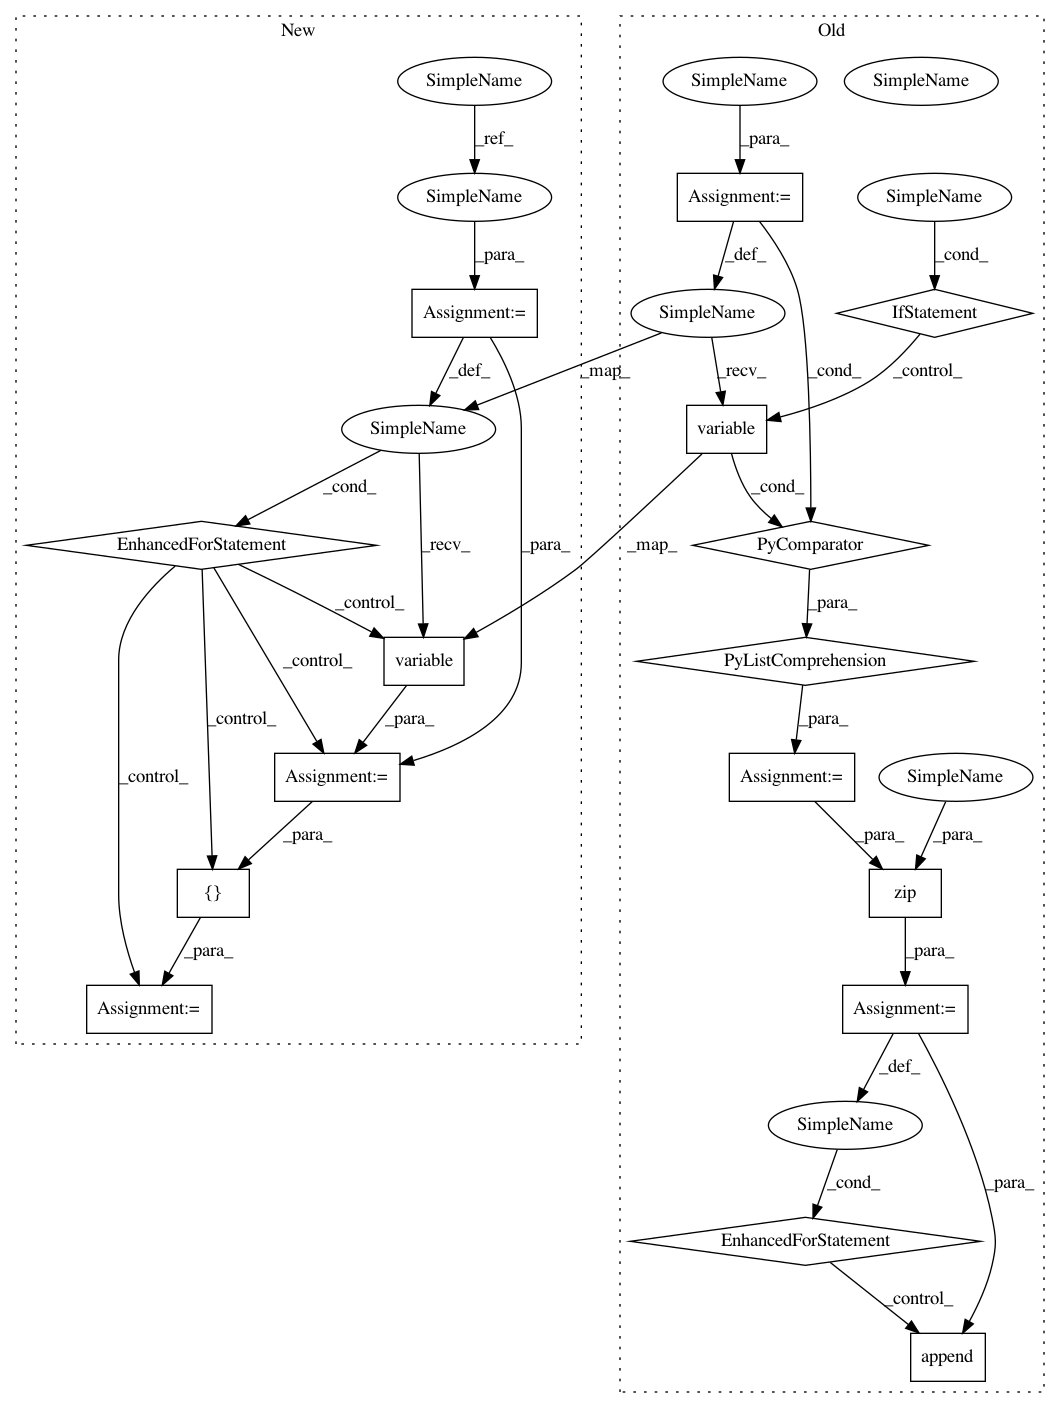 New
Old
SimpleName
SimpleName
SimpleName
_ref_
_para_
SimpleName
Assignment:=
SimpleName
_para_
_def_
_cond_
Assignment:=
SimpleName
IfStatement
_def_
_map_
_recv_
_cond_
_control_
SimpleName
variable
_cond_
_recv_
_para_
_map_
_cond_
EnhancedForStatement
PyComparator
_control_
_para_
_control_
variable
PyListComprehension
_control_
_para_
_para_
_control_
Assignment:=
Assignment:=
SimpleName
_para_
_para_
_para_
{}
zip
_para_
_para_
Assignment:=
Assignment:=
_def_
SimpleName
_cond_
_para_
EnhancedForStatement
_control_
append